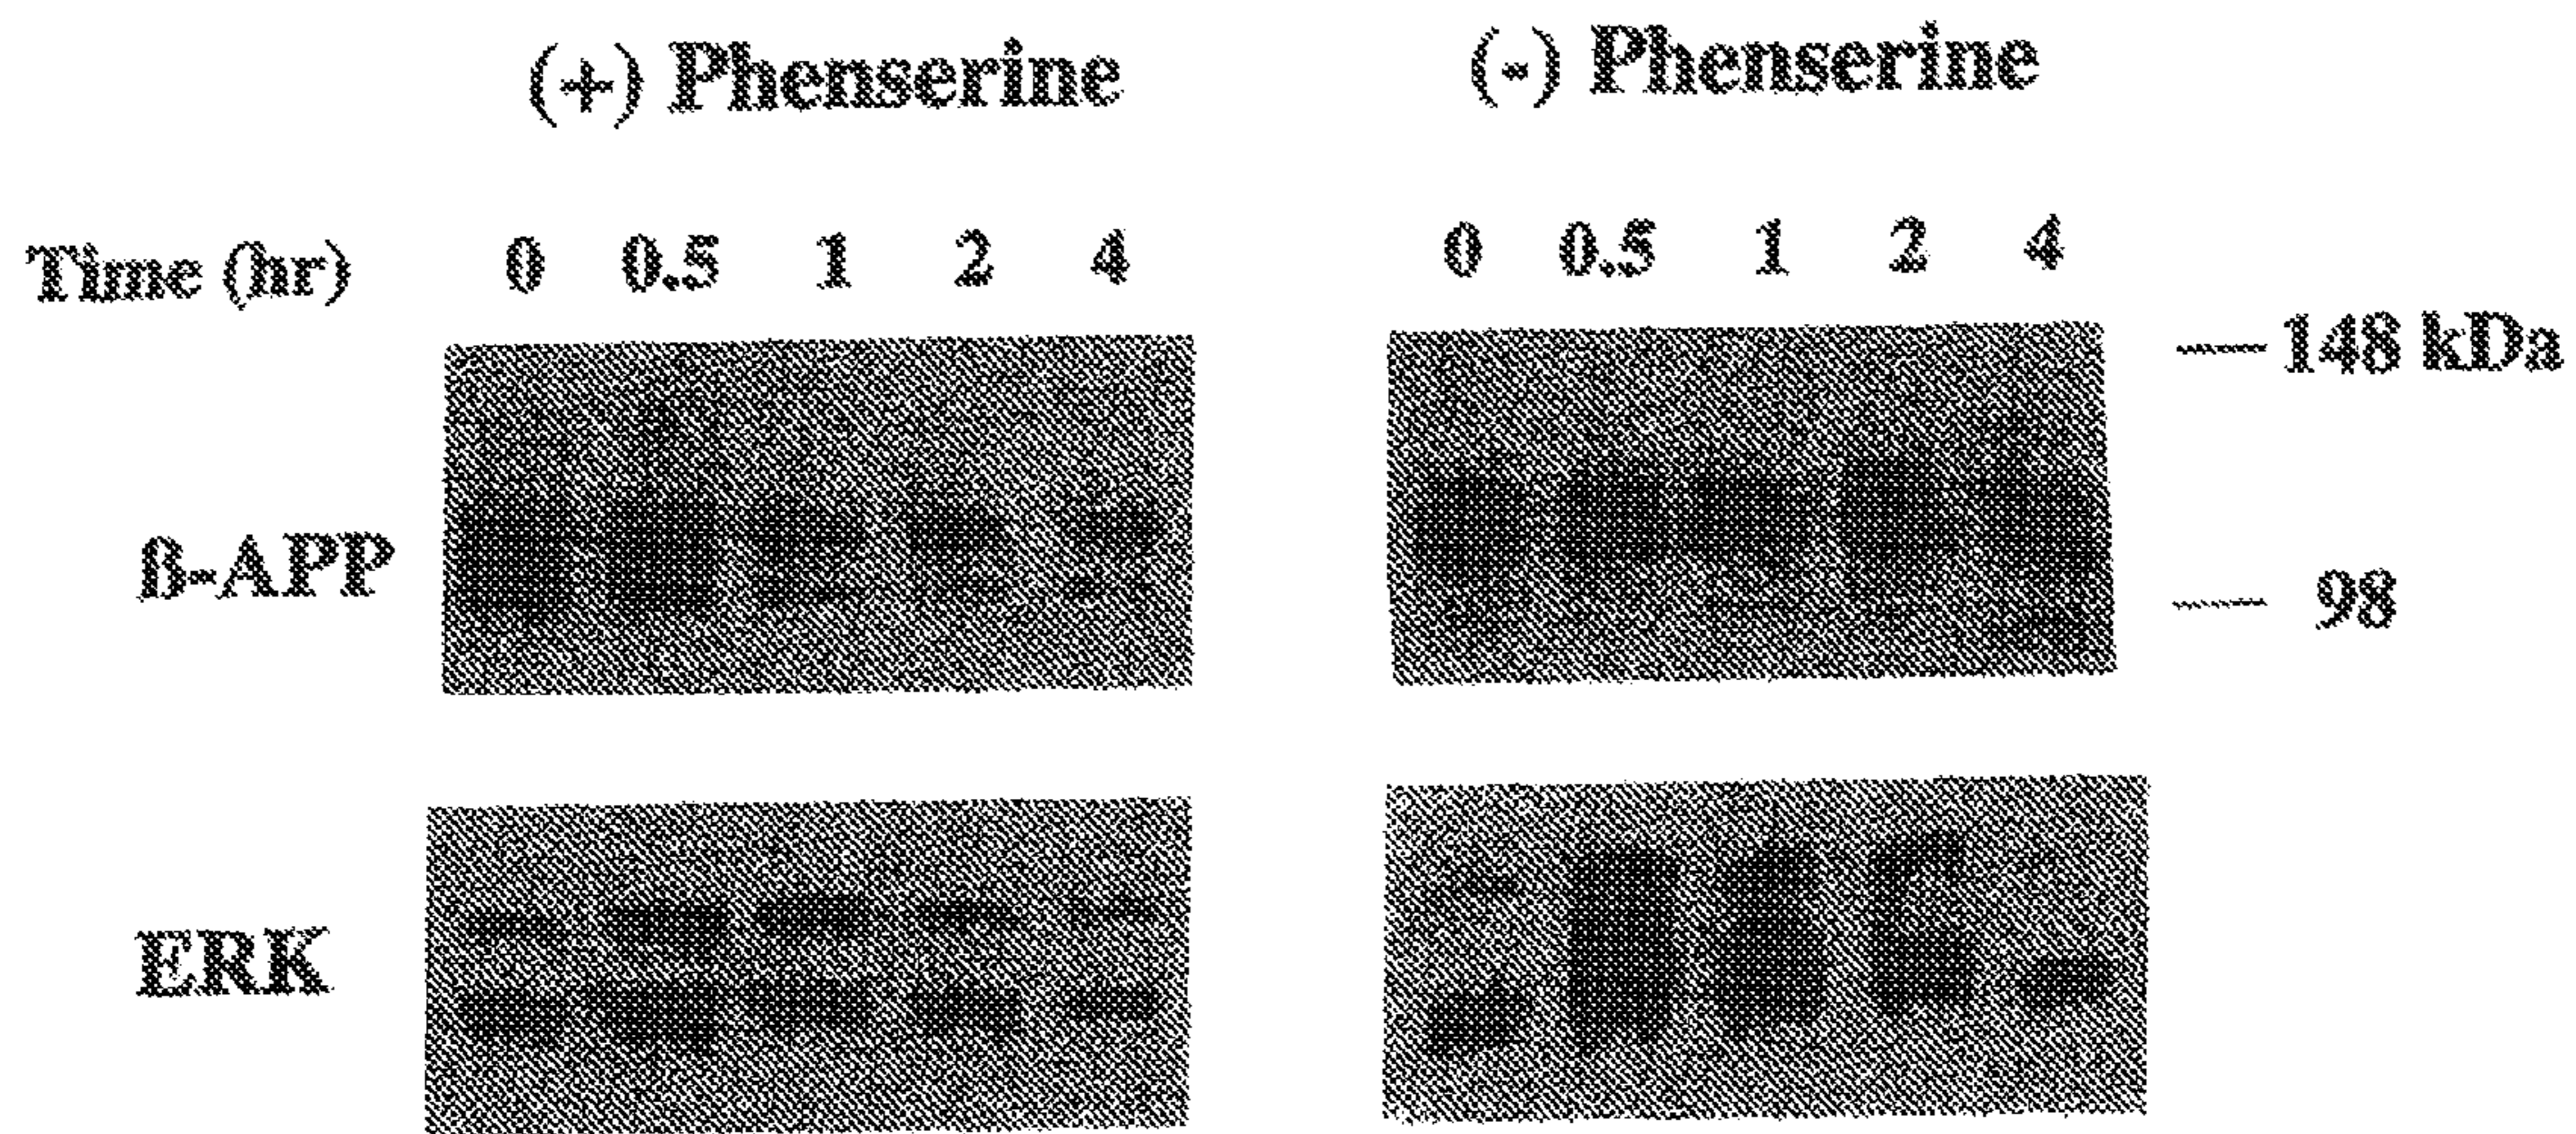 (+) Phenserine (-) Phenserine
Time (hr) 0 0.5 1 2 4 0 0.5 1 2 4
148 kDa
ß-APP
98
ERK